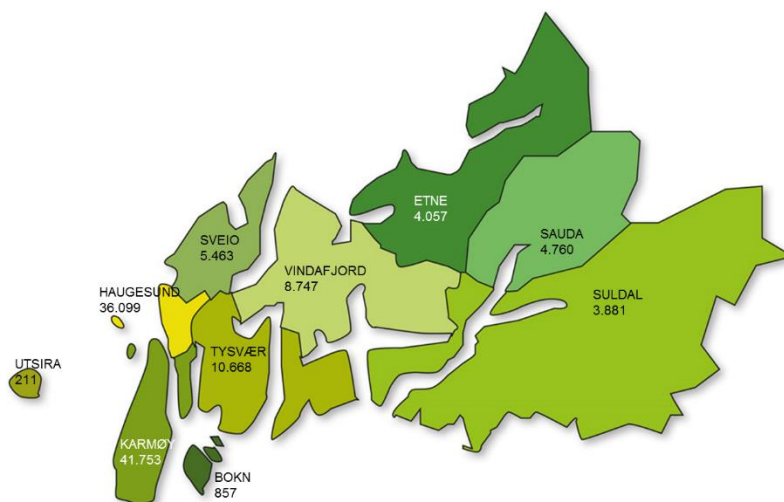 ETNE
4.057
SAUDA
4.760
SVEIO
5.463
VINDAFJORD
8.747
SULDAL
3.881
HAUGESUND
36.099
TYSVÆR
10.668
UTSIRA
211
KARMØY
41.753
BOKN
857